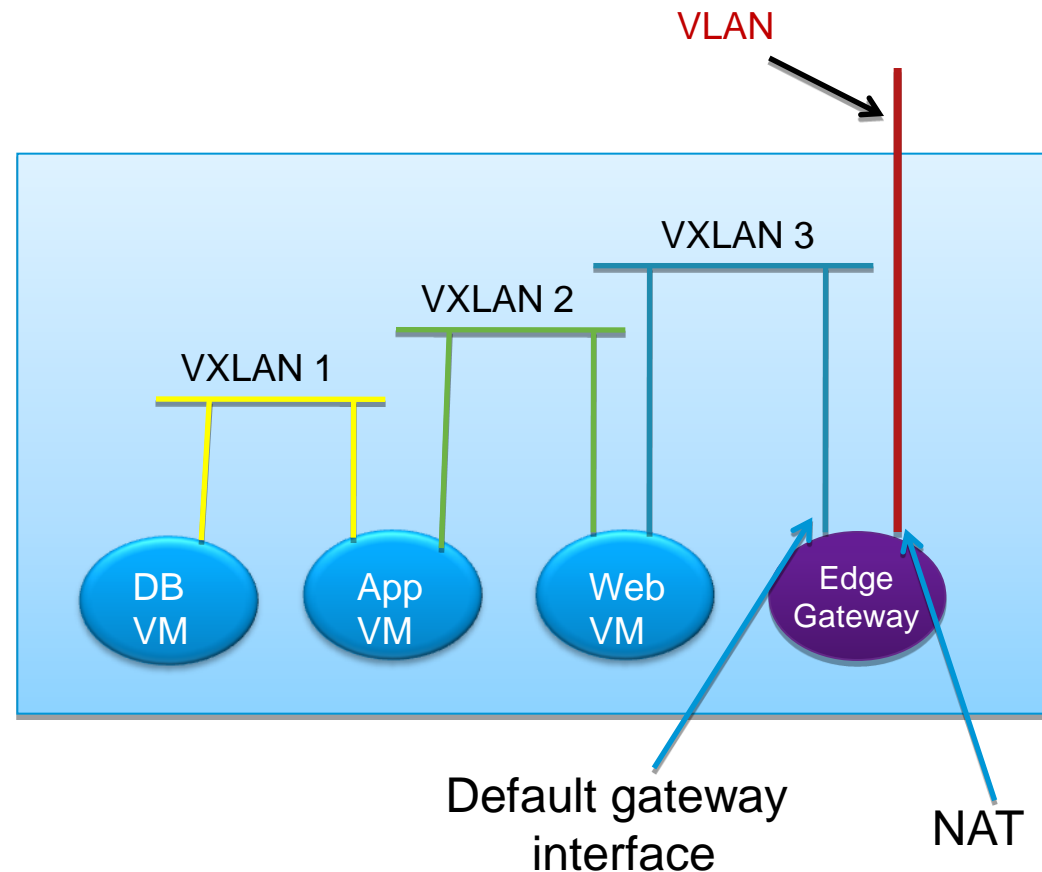 VLAN
VXLAN 3
VXLAN 2
VXLAN 1
DB
VM
App
VM
Web
VM
Edge
Gateway
Default gateway
interface
NAT